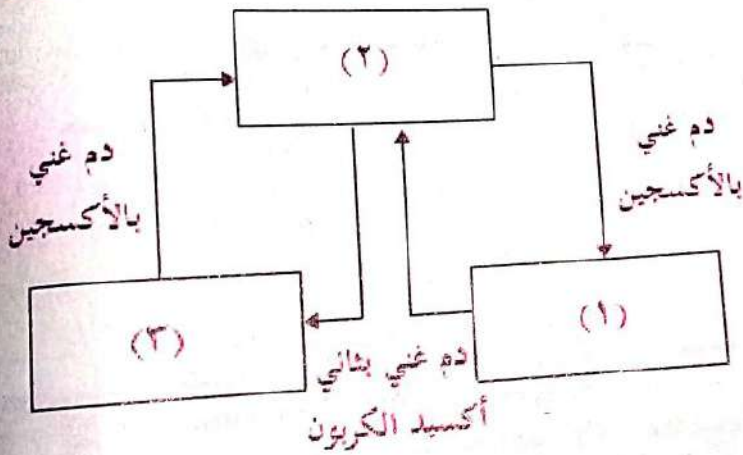 (٢)
دم غني
بالأكسجين
دم غني
بالأكسجين
(١)
(٣)
دم غني بثاني
أكسيد الكربون